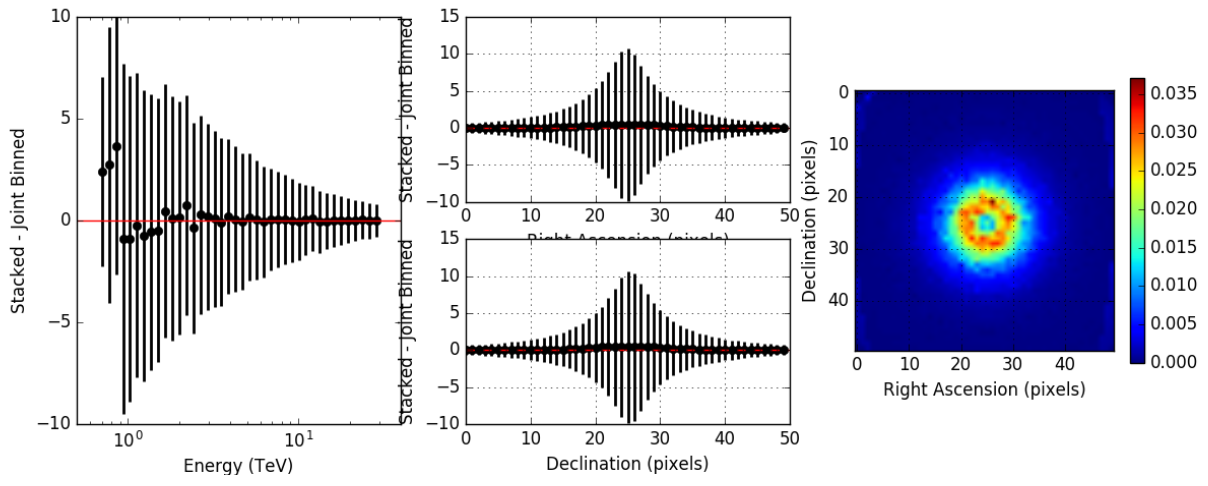 10
5
0
−5
−10
Stacked - Joint Binned
10⁰ 10¹
Energy (TeV)
15
10
5
0
−5
−10
Stacked - Joint Binned
0 10 20 30 40 50
Right Ascension (pixels)
15
10
5
0
−5
−10
Stacked - Joint Binned
0 10 20 30 40 50
Declination (pixels)
0
10
20
30
40
Declination (pixels)
0 10 20 30 40
Right Ascension (pixels)
0.035
0.030
0.025
0.020
0.015
0.010
0.005
0.000